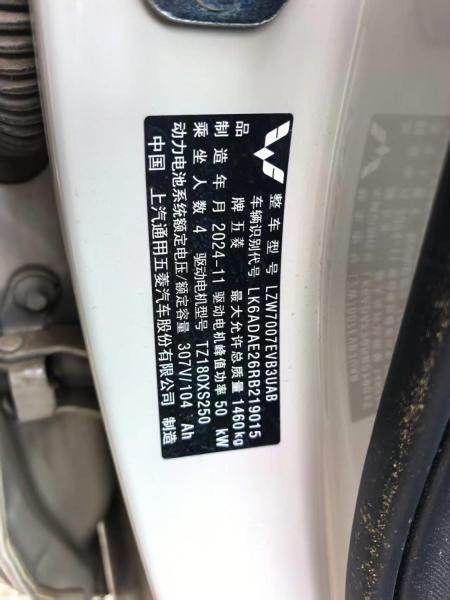 整车型号 LZW7007EVB3UAB
车辆识别代号 LK6ADAE26BB219015
品牌 五菱 最大允许总质量 1460 kg
制造年月 2024-11 驱动电机峰值功率 50 kW
乘坐人数 4 驱动电机型号 TZ180XS250
动力电池系统额定电压/额定容量 307V/104 Ah
中国 上汽通用五菱汽车股份有限公司 制造